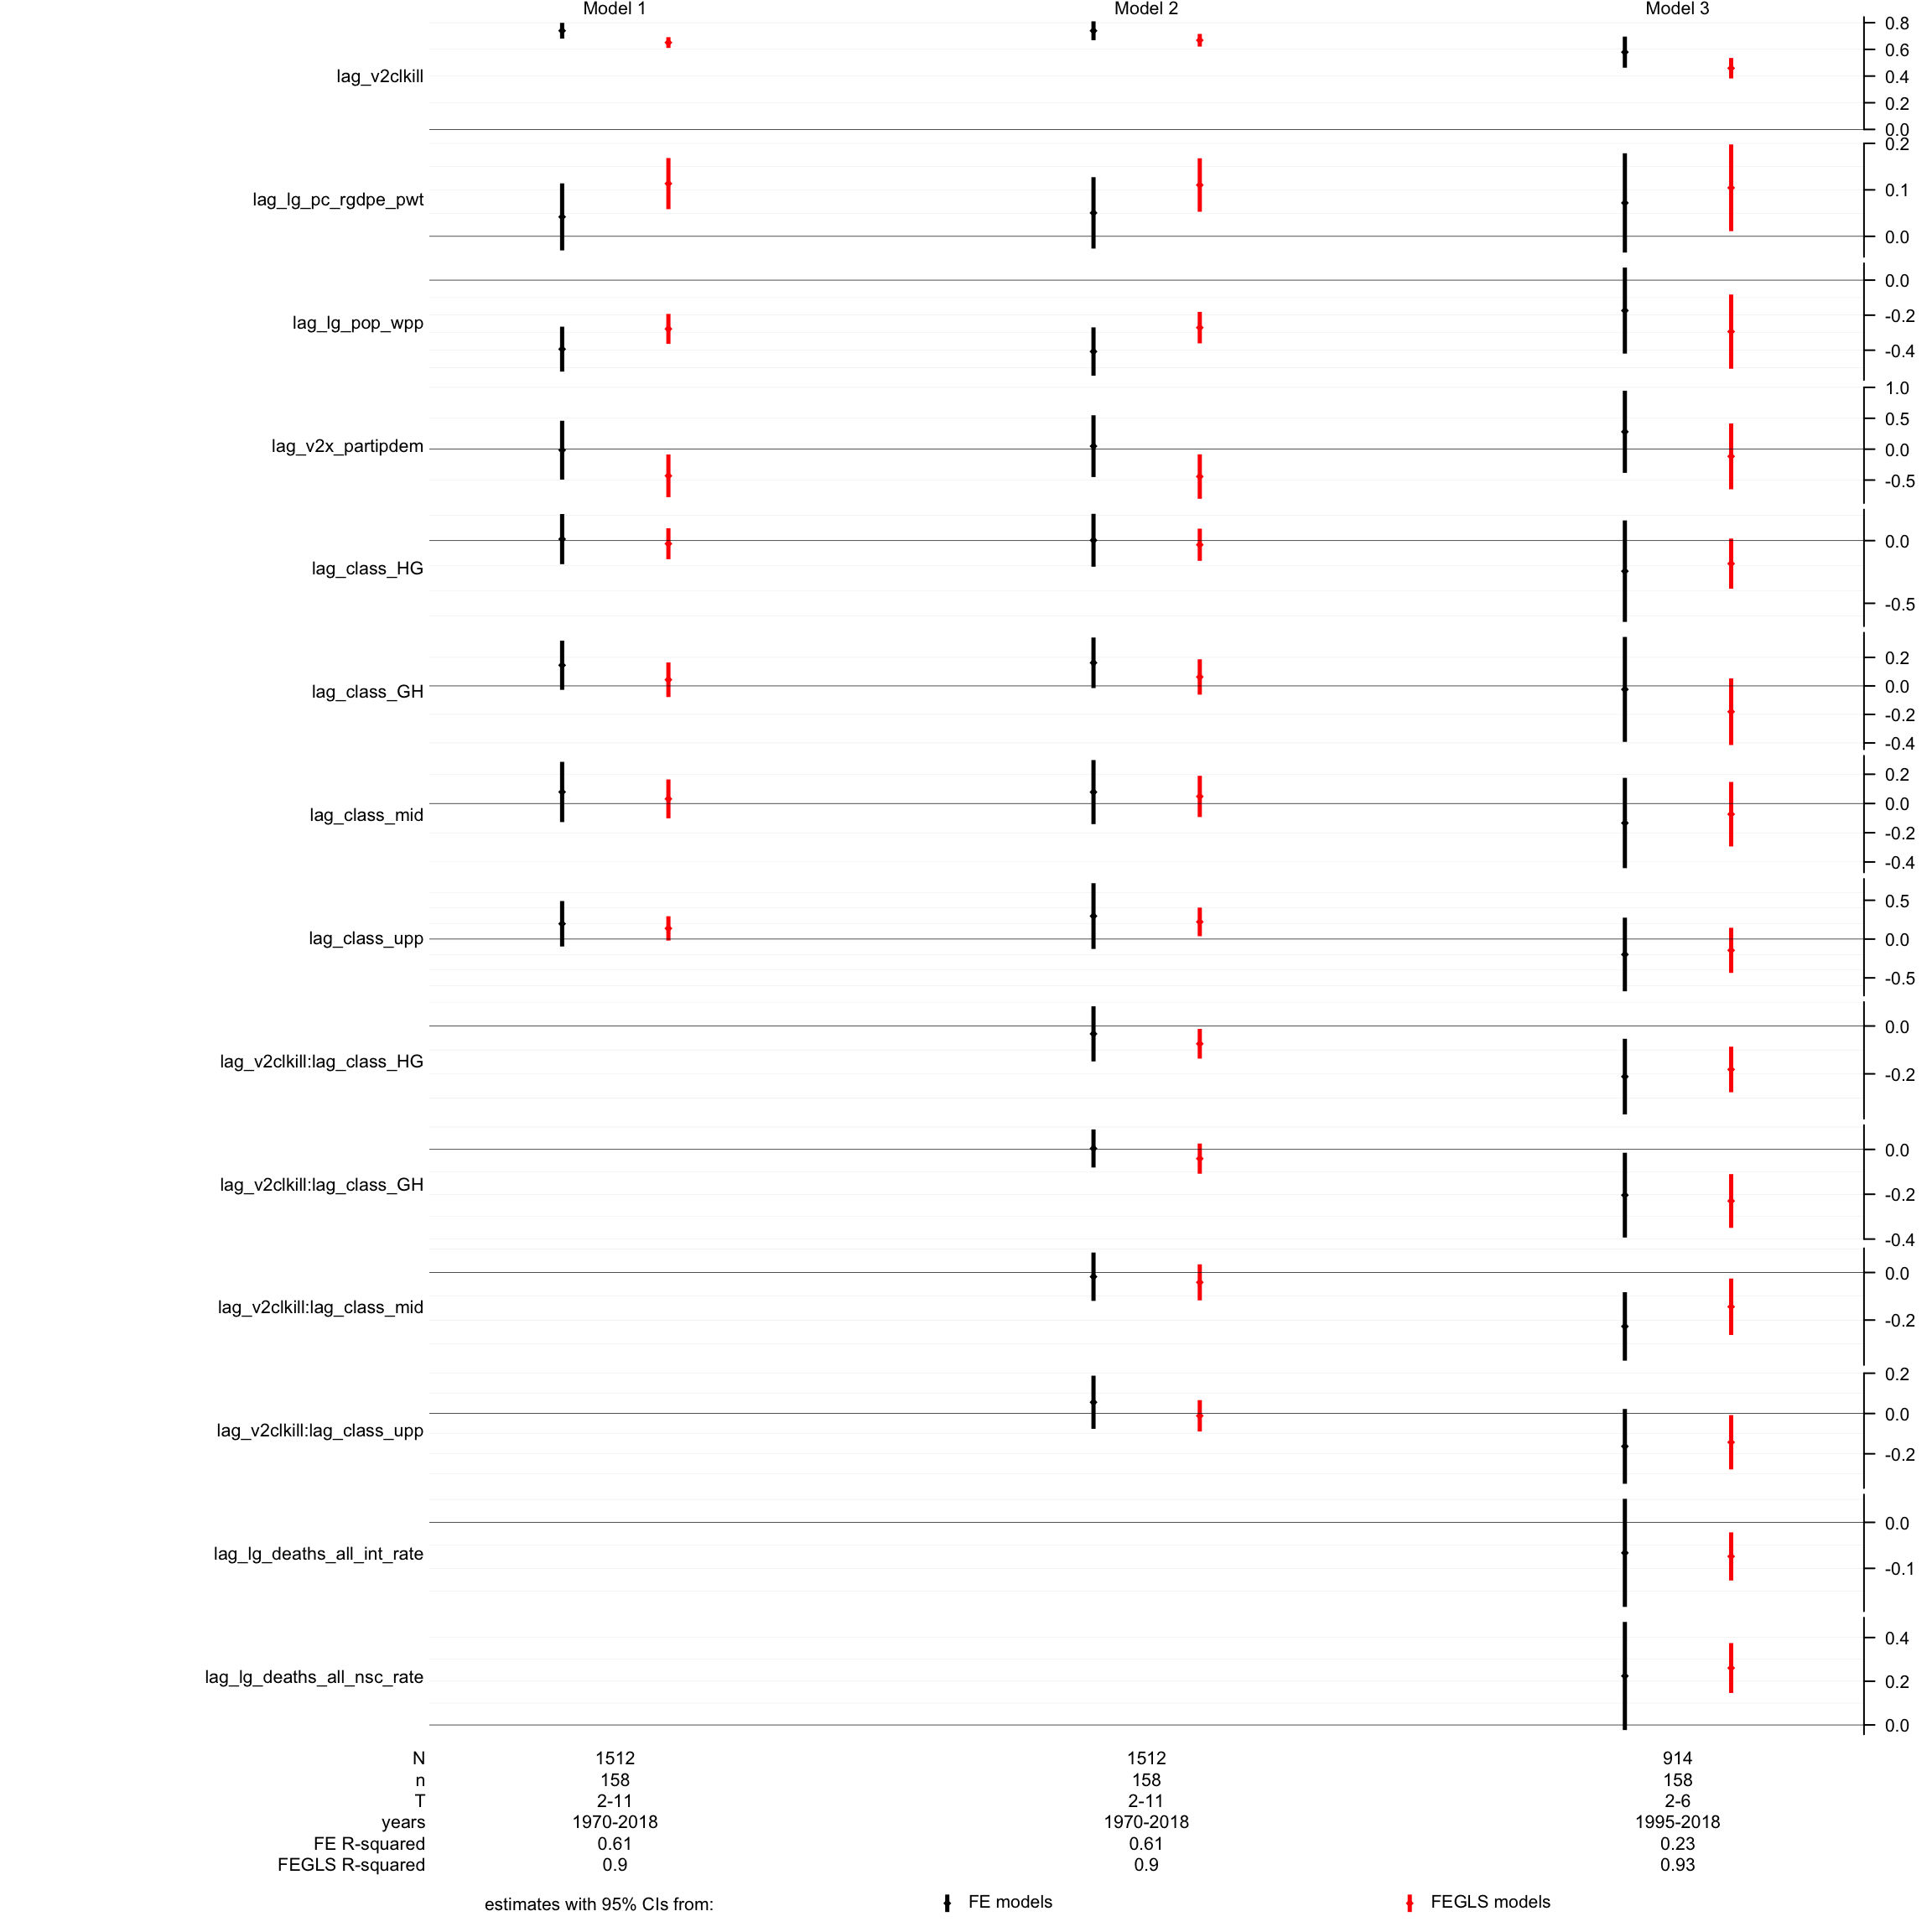 Model 1 Model 2 Model 3
lag_v2clkill 0.8 0.6 0.4 0.2 0.0
lag_lg_pc_rgdpe_pwt 0.2 0.1 0.0
lag_lg_pop_wpp 0.0 -0.2 -0.4
lag_v2x_partipdem 1.0 0.5 0.0 -0.5
lag_class_HG 0.0 -0.5
lag_class_GH 0.2 0.0 -0.2 -0.4
lag_class_mid 0.2 0.0 -0.2 -0.4
lag_class_upp 0.5 0.0 -0.5
lag_v2clkill:lag_class_HG 0.0 -0.2
lag_v2clkill:lag_class_GH 0.0 -0.2 -0.4
lag_v2clkill:lag_class_mid 0.0 -0.2
lag_v2clkill:lag_class_upp 0.2 0.0 -0.2
lag_lg_deaths_all_int_rate 0.0 -0.1
lag_lg_deaths_all_nsc_rate 0.4 0.2 0.0
N 1512 1512 914
n 158 158 158
T 2-11 2-11 2-6
years 1970-2018 1970-2018 1995-2018
FE R-squared 0.61 0.61 0.23
FEGLS R-squared 0.9 0.9 0.93
estimates with 95% CIs from: FE models FEGLS models